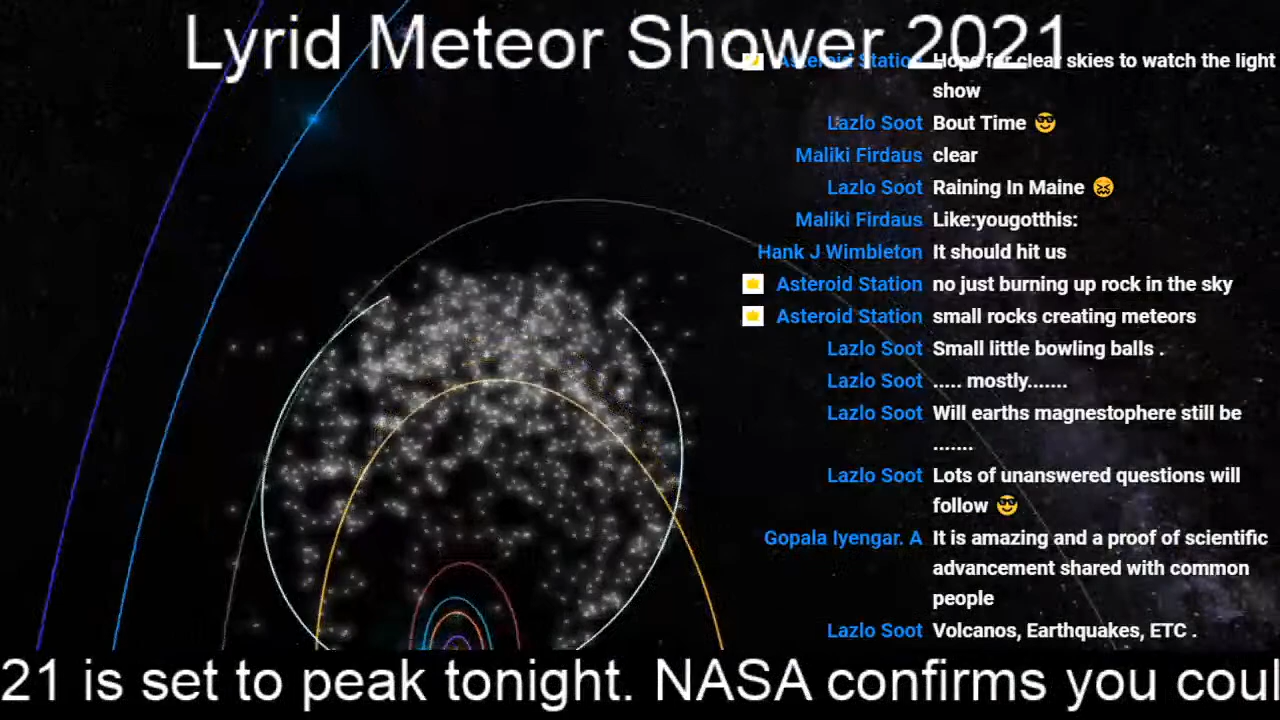 Lyrid Meteor Shower 2021
Asteroid Station Hope for clear skies to watch the light
show
Lazlo Soot Bout Time 😎
Maliki Firdaus clear
Lazlo Soot Raining In Maine 😖
Maliki Firdaus Like:yougotthis:
Hank J Wimbleton It should hit us
Asteroid Station no just burning up rock in the sky
Asteroid Station small rocks creating meteors
Lazlo Soot Small little bowling balls .
Lazlo Soot ..... mostly.......
Lazlo Soot Will earths magnestophere still be
.......
Lazlo Soot Lots of unanswered questions will
follow 😎
Gopala Iyengar. A It is amazing and a proof of scientific
advancement shared with common
people
Lazlo Soot Volcanos, Earthquakes, ETC .
21 is set to peak tonight. NASA confirms you coul